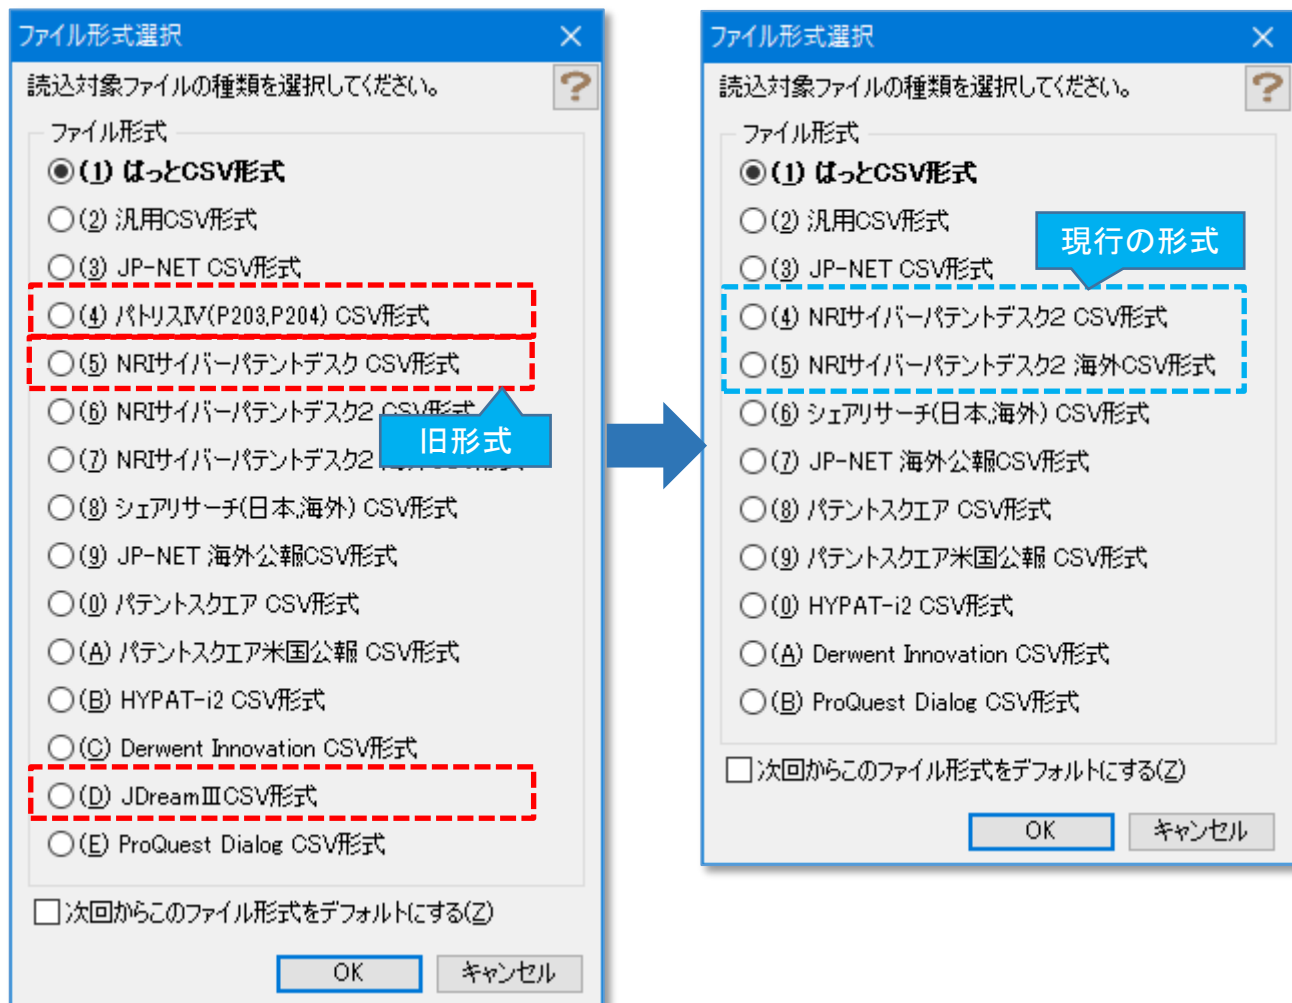 ファイル形式選択
読込対象ファイルの種類を選択してください。
ファイル形式
(1) ぱっとCSV形式
(2) 汎用CSV形式
(3) JP-NET CSV形式
(4) パトリスⅣ(P203,P204) CSV形式
(5) NRIサイバーパテントデスク CSV形式
(6) NRIサイバーパテントデスク2 CSV形式
旧形式
(7) NRIサイバーパテントデスク2
(8) シェアリサーチ(日本,海外) CSV形式
(9) JP-NET 海外公報CSV形式
(0) パテントスクエア CSV形式
(A) パテントスクエア米国公報 CSV形式
(B) HYPAT-i2 CSV形式
(C) Derwent Innovation CSV形式
(D) JDreamⅢCSV形式
(E) ProQuest Dialog CSV形式
次回からこのファイル形式をデフォルトにする(Z)
OK キャンセル
ファイル形式選択
読込対象ファイルの種類を選択してください。
ファイル形式
(1) ぱっとCSV形式
(2) 汎用CSV形式
現行の形式
(3) JP-NET CSV形式
(4) NRIサイバーパテントデスク2 CSV形式
(5) NRIサイバーパテントデスク2 海外CSV形式
(6) シェアリサーチ(日本,海外) CSV形式
(7) JP-NET 海外公報CSV形式
(8) パテントスクエア CSV形式
(9) パテントスクエア米国公報 CSV形式
(0) HYPAT-i2 CSV形式
(A) Derwent Innovation CSV形式
(B) ProQuest Dialog CSV形式
次回からこのファイル形式をデフォルトにする(Z)
OK キャンセル